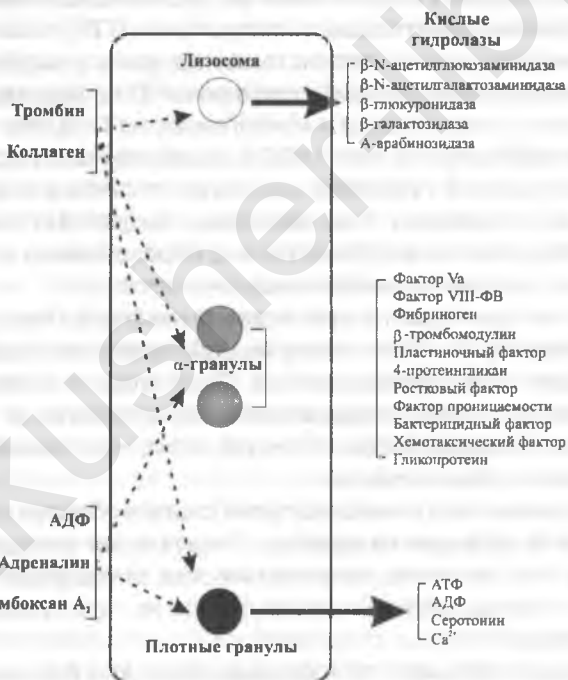 Кислые
гидролазы
Лизосома
β-N-ацетилглюкозаминидаза
β-N-ацетилгалактозаминидаза
β-глюкуронидаза
β-галактозидаза
А-арабинозидаза
Тромбин
Коллаген
Фактор Va
Фактор VIII-ФВ
Фибриноген
β-тромбомодулин
Пластиночный фактор
4-протеингликан
Ростковый фактор
Фактор проницаемости
Бактерицидный фактор
Хемотаксический фактор
Гликопротеин
α-гранулы
АДФ
Адреналин
мбоксан А₂
АТФ
АДФ
Серотонин
Ca²⁺
Плотные гранулы